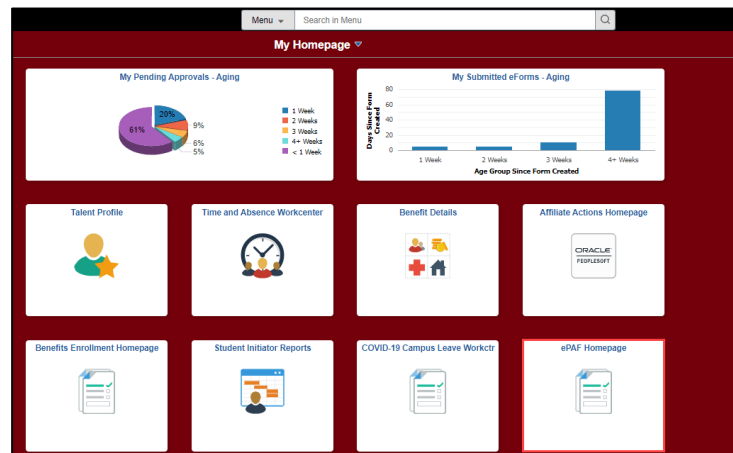 Menu
Search in Menu
My Homepage
My Pending Approvals - Aging
20%
9%
61%
6%
5%
1 Week
2 Weeks
3 Weeks
4+ Weeks
< 1 Week
My Submitted eForms - Aging
Days Since Form
Created
80
60
40
20
0
1 Week
2 Weeks
3 Weeks
4+ Weeks
Age Group Since Form Created
Talent Profile
Time and Absence Workcenter
Benefit Details
Affiliate Actions Homepage
ORACLE
PEOPLESOFT
Benefits Enrollment Homepage
Student Initiator Reports
COVID-19 Campus Leave Workctr
ePAF Homepage